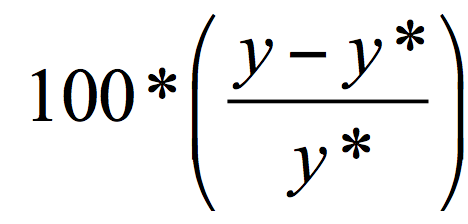 100 * ( (y - y*) / y* )